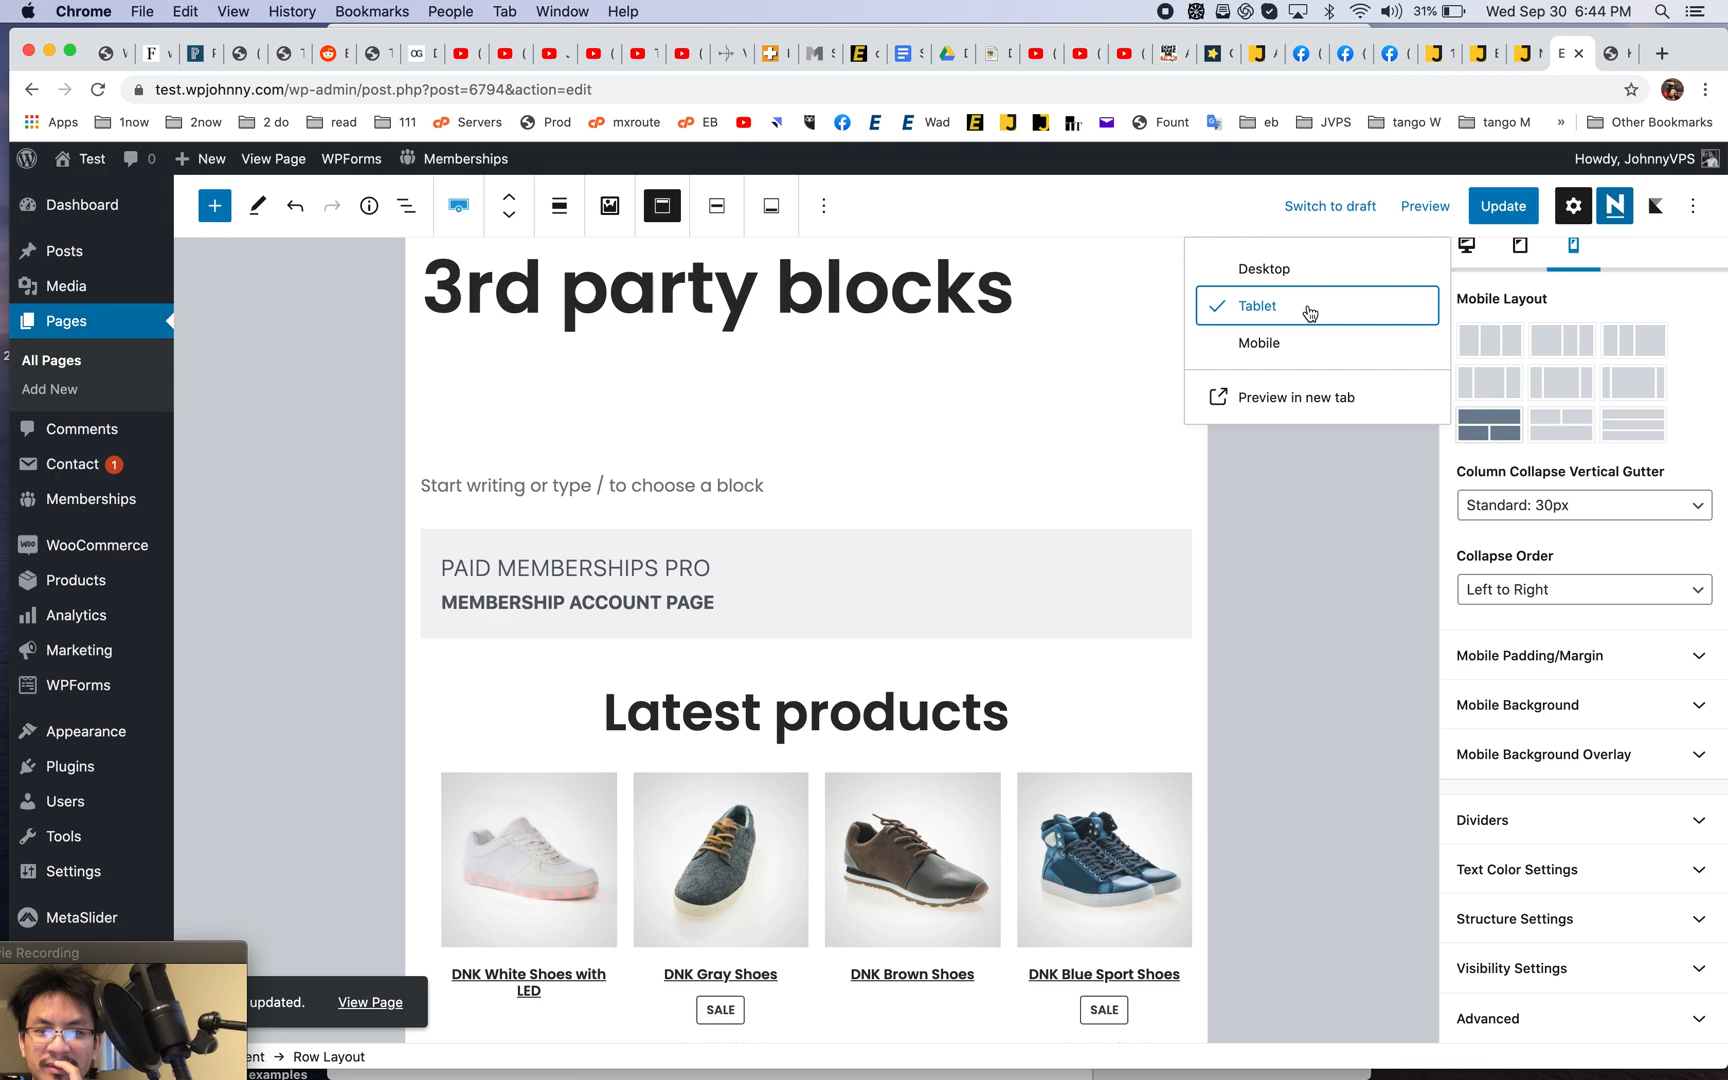 Chrome File Edit View History Bookmarks People Tab Window Help 31% Wed Sep 30 6:44 PM
test.wpjohnny.com/wp-admin/post.php?post=6794&action=edit
Apps 1now 2now 2 do read 111 Servers Prod mxroute EB Wad Fount eb JVPS tango W tango M » Other Bookmarks
Test 0 New View Page WPForms Memberships Howdy, JohnnyVPS
Dashboard
Posts
Media
Pages
All Pages
Add New
Comments
Contact 1
Memberships
WooCommerce
Products
Analytics
Marketing
WPForms
Appearance
Plugins
Users
Tools
Settings
MetaSlider
Switch to draft Preview Update
Desktop
Tablet
Mobile
Preview in new tab
3rd party blocks
Start writing or type / to choose a block
PAID MEMBERSHIPS PRO
MEMBERSHIP ACCOUNT PAGE
Latest products
DNK White Shoes with
LED
DNK Gray Shoes
SALE
DNK Brown Shoes
DNK Blue Sport Shoes
SALE
Mobile Layout
Column Collapse Vertical Gutter
Standard: 30px
Collapse Order
Left to Right
Mobile Padding/Margin
Mobile Background
Mobile Background Overlay
Dividers
Text Color Settings
Structure Settings
Visibility Settings
Advanced
ie Recording
updated. View Page
ent → Row Layout
examples